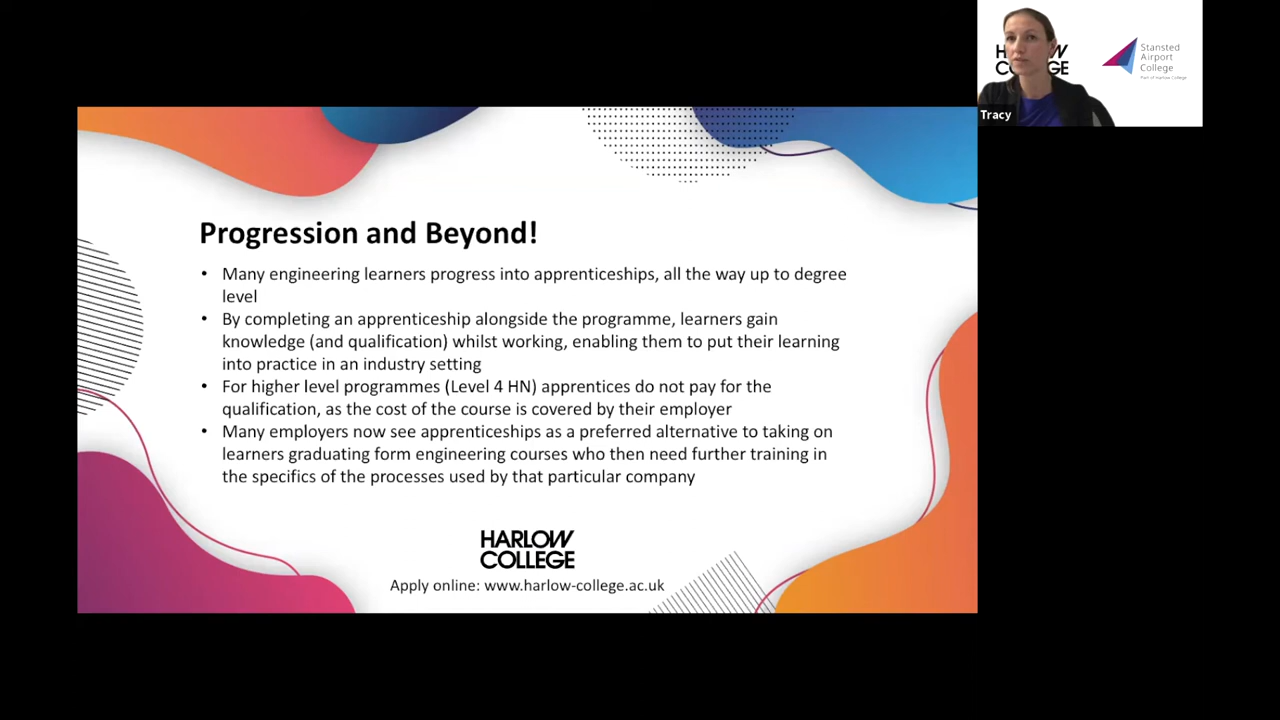 Progression and Beyond!
• Many engineering learners progress into apprenticeships, all the way up to degree
level
• By completing an apprenticeship alongside the programme, learners gain
knowledge (and qualification) whilst working, enabling them to put their learning
into practice in an industry setting
• For higher level programmes (Level 4 HN) apprentices do not pay for the
qualification, as the cost of the course is covered by their employer
• Many employers now see apprenticeships as a preferred alternative to taking on
learners graduating form engineering courses who then need further training in
the specifics of the processes used by that particular company
HARLOW
COLLEGE
Apply online: www.harlow-college.ac.uk
Stansted
Airport
College
Part of Harlow College
Tracy